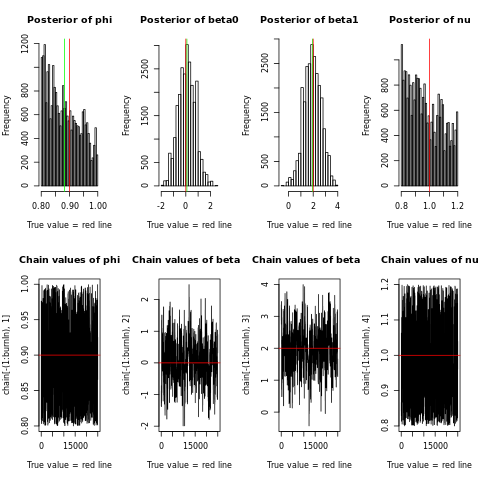 Posterior of phi
Frequency
0 200 400 600 800 1200
0.80 0.90 1.00
True value = red line
Posterior of beta0
Frequency
0 500 1500 2500
-2 0 2
True value = red line
Posterior of beta1
Frequency
0 500 1500 2500
0 2 4
True value = red line
Posterior of nu
Frequency
0 200 400 600 800
0.8 1.0 1.2
True value = red line
Chain values of phi
chain[-(1:burnIn), 1]
0.80 0.85 0.90 0.95 1.00
0 15000
True value = red line
Chain values of beta
chain[-(1:burnIn), 2]
-2 -1 0 1 2
0 15000
True value = red line
Chain values of beta
chain[-(1:burnIn), 3]
0 1 2 3 4
0 15000
True value = red line
Chain values of nu
chain[-(1:burnIn), 4]
0.8 0.9 1.0 1.1 1.2
0 15000
True value = red line